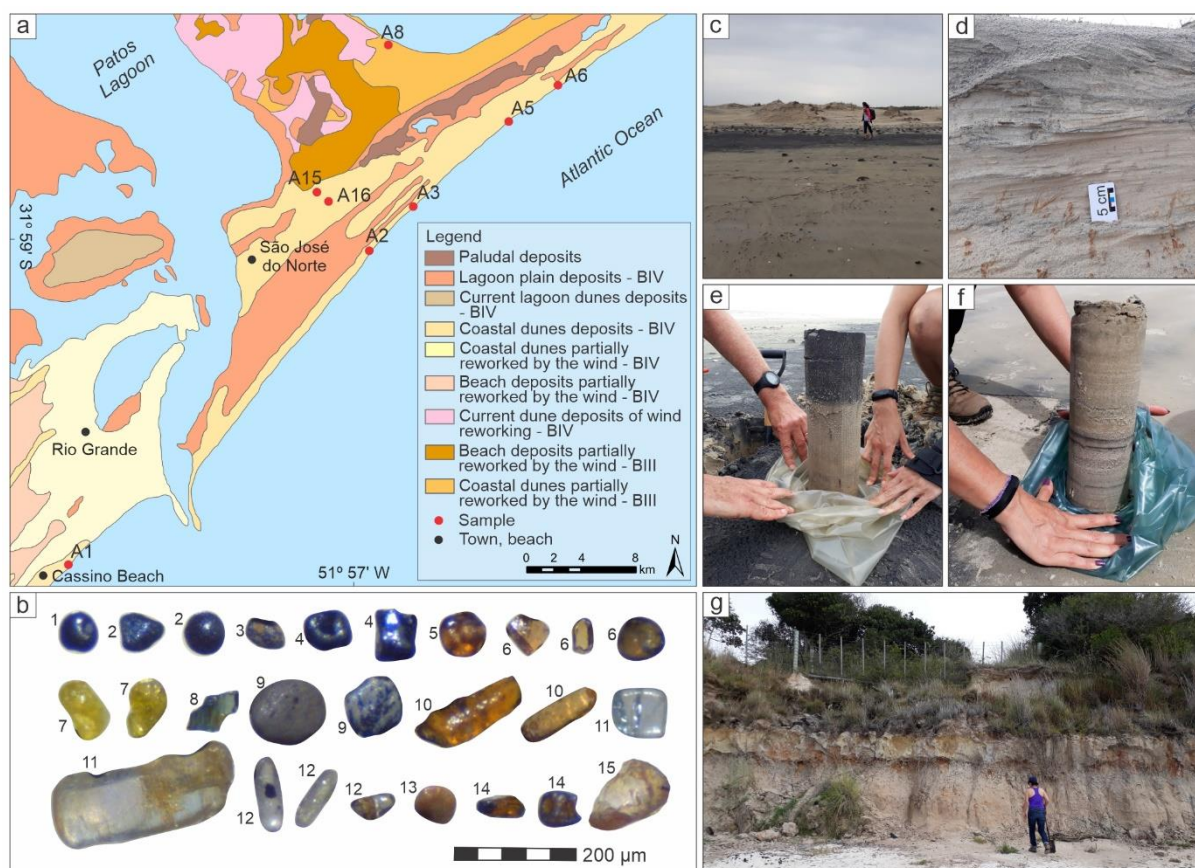 a
Patos
Lagoon
A8
A6
A5
Atlantic Ocean
A15
A16
A3
A2
31º 59' S
São José
do Norte
Rio Grande
A1
Cassino Beach
51º 57' W
Legend
Paludal deposits
Lagoon plain deposits - BIV
Current lagoon dunes deposits
- BIV
Coastal dunes deposits - BIV
Coastal dunes partially
reworked by the wind - BIV
Beach deposits partially
reworked by the wind - BIV
Current dune deposits of wind
reworking - BIV
Beach deposits partially
reworked by the wind - BIII
Coastal dunes partially
reworked by the wind - BIII
Sample
Town, beach
N
0 2 4 8
km
b
1 2 2 3 4 4 5 6 6 6
7 7 8 9 9 10 10 11
11 12 12 12 13 14 14 15
200 µm
c
d
5 cm
e
f
g